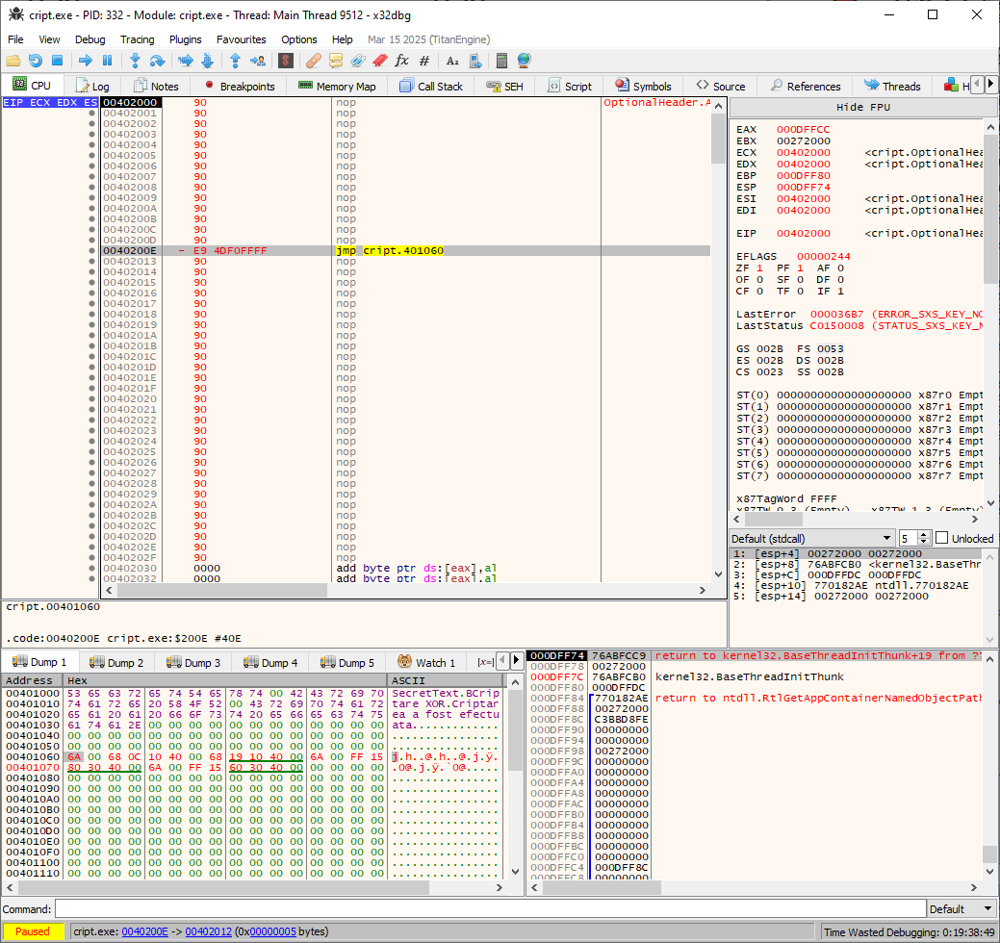 cript.exe - PID: 332 - Module: cript.exe - Thread: Main Thread 9512 - x32dbg
File View Debug Tracing Plugins Favourites Options Help Mar 15 2025 (TitanEngine)
CPU Log Notes Breakpoints Memory Map Call Stack SEH Script Symbols Source References Threads H
EIP ECX EDX ES 00402000 90 nop OptionalHeader.A
00402001 90 nop
00402002 90 nop
00402003 90 nop
00402004 90 nop
00402005 90 nop
00402006 90 nop
00402007 90 nop
00402008 90 nop
00402009 90 nop
0040200A 90 nop
0040200B 90 nop
0040200C 90 nop
0040200D 90 nop
0040200E - E9 4DF0FFFF jmp cript.401060
00402013 90 nop
00402014 90 nop
00402015 90 nop
00402016 90 nop
00402017 90 nop
00402018 90 nop
00402019 90 nop
0040201A 90 nop
0040201B 90 nop
0040201C 90 nop
0040201D 90 nop
0040201E 90 nop
0040201F 90 nop
00402020 90 nop
00402021 90 nop
00402022 90 nop
00402023 90 nop
00402024 90 nop
00402025 90 nop
00402026 90 nop
00402027 90 nop
00402028 90 nop
00402029 90 nop
0040202A 90 nop
0040202B 90 nop
0040202C 90 nop
0040202D 90 nop
0040202E 90 nop
0040202F 90 nop
00402030 0000 add byte ptr ds:[eax],al
00402032 0000 add byte ptr ds:[eax],al
Hide FPU
EAX 000DFFCC
EBX 00272000
ECX 00402000 <cript.OptionalHea
EDX 00402000 <cript.OptionalHea
EBP 000DFF80
ESP 000DFF74
ESI 00402000 <cript.OptionalHea
EDI 00402000 <cript.OptionalHea
EIP 00402000 <cript.OptionalHea
EFLAGS 00000244
ZF 1 PF 1 AF 0
OF 0 SF 0 DF 0
CF 0 TF 0 IF 1
LastError 000036B7 (ERROR_SXS_KEY_NO
LastStatus C0150008 (STATUS_SXS_KEY_N
GS 002B FS 0053
ES 002B DS 002B
CS 0023 SS 002B
ST(0) 00000000000000000000 x87r0 Empt
ST(1) 00000000000000000000 x87r1 Empt
ST(2) 00000000000000000000 x87r2 Empt
ST(3) 00000000000000000000 x87r3 Empt
ST(4) 00000000000000000000 x87r4 Empt
ST(5) 00000000000000000000 x87r5 Empt
ST(6) 00000000000000000000 x87r6 Empt
ST(7) 00000000000000000000 x87r7 Empt
x87TagWord FFFF
Default (stdcall) 5 Unlocked
1: [esp+4] 00272000 00272000
2: [esp+8] 76ABFCB0 <kernel32.BaseThr
3: [esp+C] 000DFFDC 000DFFDC
4: [esp+10] 770182AE ntdll.770182AE
5: [esp+14] 00272000 00272000
cript.00401060
.code:0040200E cript.exe:$200E #40E
Dump 1 Dump 2 Dump 3 Dump 4 Dump 5 Watch 1 [x=]
Address Hex ASCII
00401000 53 65 63 72 65 74 54 65 78 74 00 42 43 72 69 70 SecretText.BCrip
00401010 74 61 72 65 20 58 4F 52 00 43 72 69 70 74 61 72 tare XOR.Criptar
00401020 65 61 20 61 20 66 6F 73 74 20 65 66 65 63 74 75 ea a fost efectu
00401030 61 74 61 2E 00 00 00 00 00 00 00 00 00 00 00 00 ata.............
00401040 00 00 00 00 00 00 00 00 00 00 00 00 00 00 00 00 ................
00401050 00 00 00 00 00 00 00 00 00 00 00 00 00 00 00 00 ................
00401060 6A 00 68 0C 10 40 00 68 19 10 40 00 6A 00 FF 15 j.h..@.h..@.j.ÿ.
00401070 80 30 40 00 6A 00 FF 15 60 30 40 00 00 00 00 00 .0@.j.ÿ.`0@.....
00401080 00 00 00 00 00 00 00 00 00 00 00 00 00 00 00 00 ................
00401090 00 00 00 00 00 00 00 00 00 00 00 00 00 00 00 00 ................
004010A0 00 00 00 00 00 00 00 00 00 00 00 00 00 00 00 00 ................
004010B0 00 00 00 00 00 00 00 00 00 00 00 00 00 00 00 00 ................
004010C0 00 00 00 00 00 00 00 00 00 00 00 00 00 00 00 00 ................
004010D0 00 00 00 00 00 00 00 00 00 00 00 00 00 00 00 00 ................
004010E0 00 00 00 00 00 00 00 00 00 00 00 00 00 00 00 00 ................
004010F0 00 00 00 00 00 00 00 00 00 00 00 00 00 00 00 00 ................
00401100 00 00 00 00 00 00 00 00 00 00 00 00 00 00 00 00 ................
00401110 00 00 00 00 00 00 00 00 00 00 00 00 00 00 00 00 ................
000DFF74 76ABFCC9 return to kernel32.BaseThreadInitThunk+19 from ?
000DFF78 00272000
000DFF7C 76ABFCB0 kernel32.BaseThreadInitThunk
000DFF80 000DFFDC
000DFF84 770182AE return to ntdll.RtlGetAppContainerNamedObjectPath
000DFF88 00272000
000DFF8C C3BBD8FE
000DFF90 00000000
000DFF94 00000000
000DFF98 00272000
000DFF9C 00000000
000DFFA0 00000000
000DFFA4 00000000
000DFFA8 00000000
000DFFAC 00000000
000DFFB0 00000000
000DFFB4 00000000
000DFFB8 00000000
000DFFBC 00000000
000DFFC0 00000000
000DFFC4 000DFF8C
000DFFC8 00000000
Command: Default
Paused cript.exe: 0040200E -> 00402012 (0x00000005 bytes) Time Wasted Debugging: 0:19:38:49